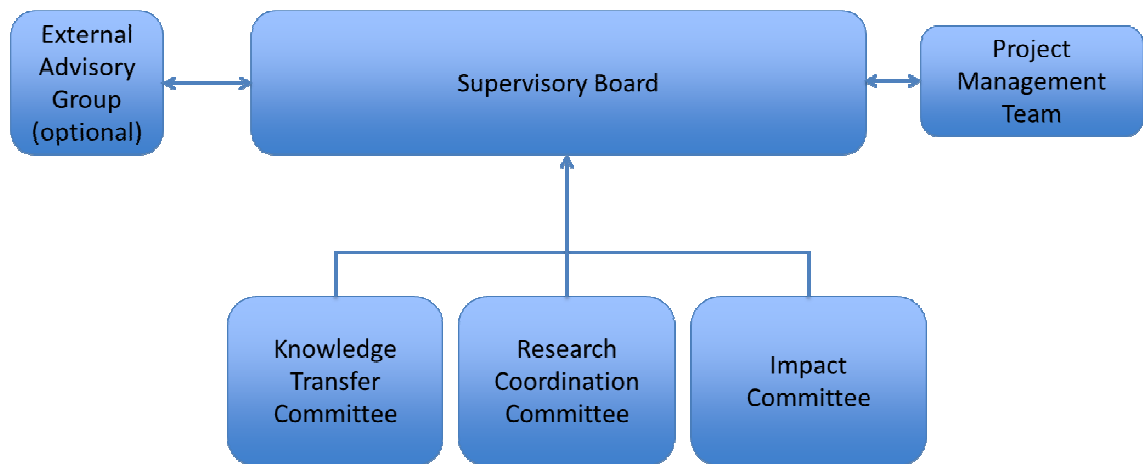 External
Advisory
Group
(optional)
Supervisory Board
Project
Management
Team
Knowledge
Transfer
Committee
Research
Coordination
Committee
Impact
Committee